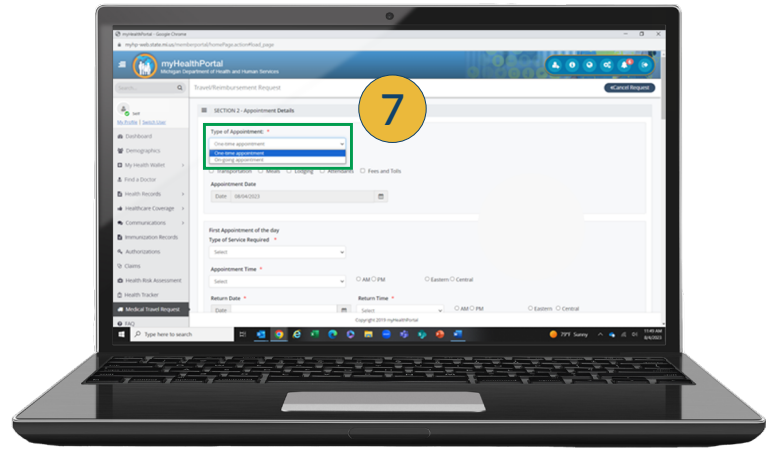 myHealthPortal - Google Chrome
myhp-web.state.mi.us/memberportal/homePage.action#load_page
myHealthPortal
Michigan Department of Health and Human Services
Search...
Travel/Reimbursement Request
Cancel Request
7
My Profile | Switch User
SECTION 2 - Appointment Details
Type of Appointment: *
One-time appointment
One-time appointment
On-going appointment
Transportation Meals Lodging Attendants Fees and Tolls
Appointment Date
Date 08/04/2023
First Appointment of the day
Type of Service Required *
Select
Appointment Time *
Select AM PM Eastern Central
Return Date * Return Time *
Date Select AM PM Eastern Central
Dashboard
Demographics
My Health Wallet
Find a Doctor
Health Records
Healthcare Coverage
Communications
Immunization Records
Authorizations
Claims
Health Risk Assessment
Health Tracker
Medical Travel Request
FAQ
Copyright 2019 myHealthPortal
Type here to search
79°F Sunny
11:45 AM
8/4/2023